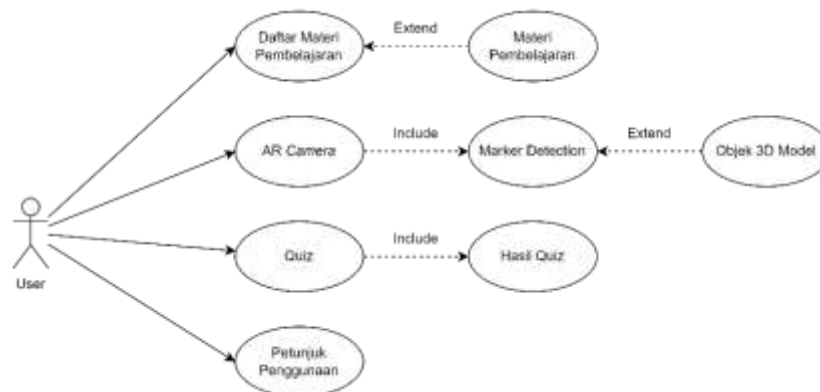 Daftar Materi
Pembelajaran
Extend
Materi
Pembelajaran
AR Camera
Include
Marker Detection
Extend
Objek 3D Model
Quiz
Include
Hasil Quiz
User
Petunjuk
Penggunaan